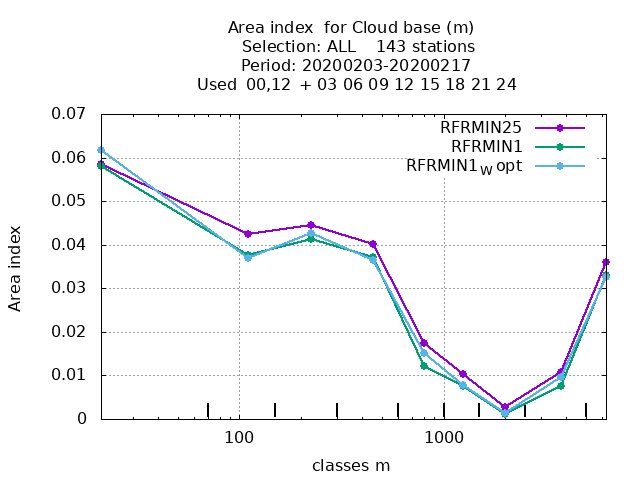 Area index for Cloud base (m)
Selection: ALL 143 stations
Period: 20200203-20200217
Used 00,12 + 03 06 09 12 15 18 21 24
0.07
0.06
0.05
0.04
0.03
0.02
0.01
0
Area index
RFRMIN25
RFRMIN1
RFRMIN1W opt
100 1000
classes m